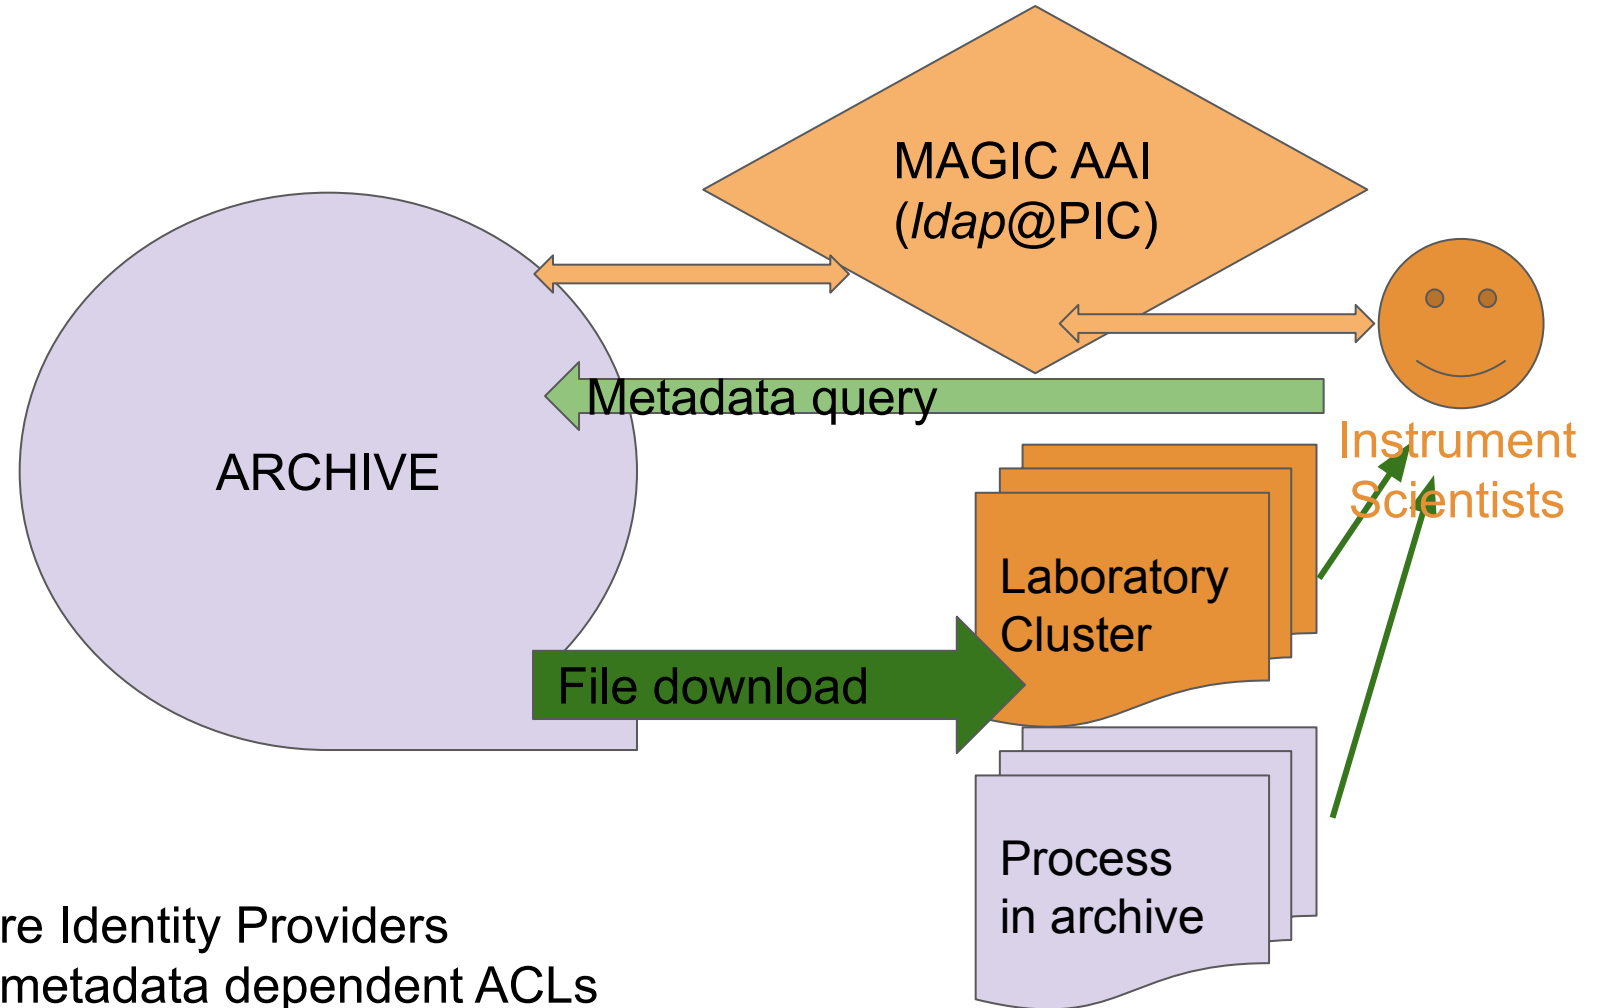 MAGIC AAI
(ldap@PIC)
Metadata query
ARCHIVE
Instrument
Scientists
Laboratory
Cluster
File download
Process
in archive
re Identity Providers
metadata dependent ACLs